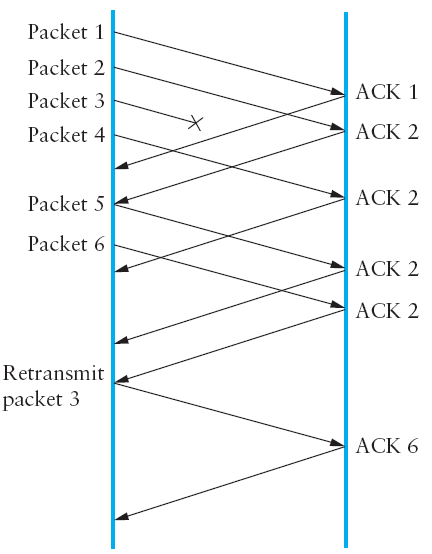 Packet 1
Packet 2
Packet 3
Packet 4
Packet 5
Packet 6
Retransmit
packet 3
ACK 1
ACK 2
ACK 2
ACK 2
ACK 2
ACK 6